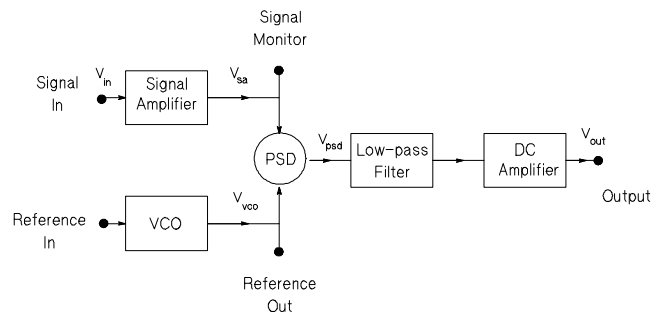 Signal
Monitor
Signal
In
V_in
Signal
Amplifier
V_sa
PSD
V_psd
Low-pass
Filter
DC
Amplifier
V_out
Output
Reference
In
VCO
V_vco
Reference
Out